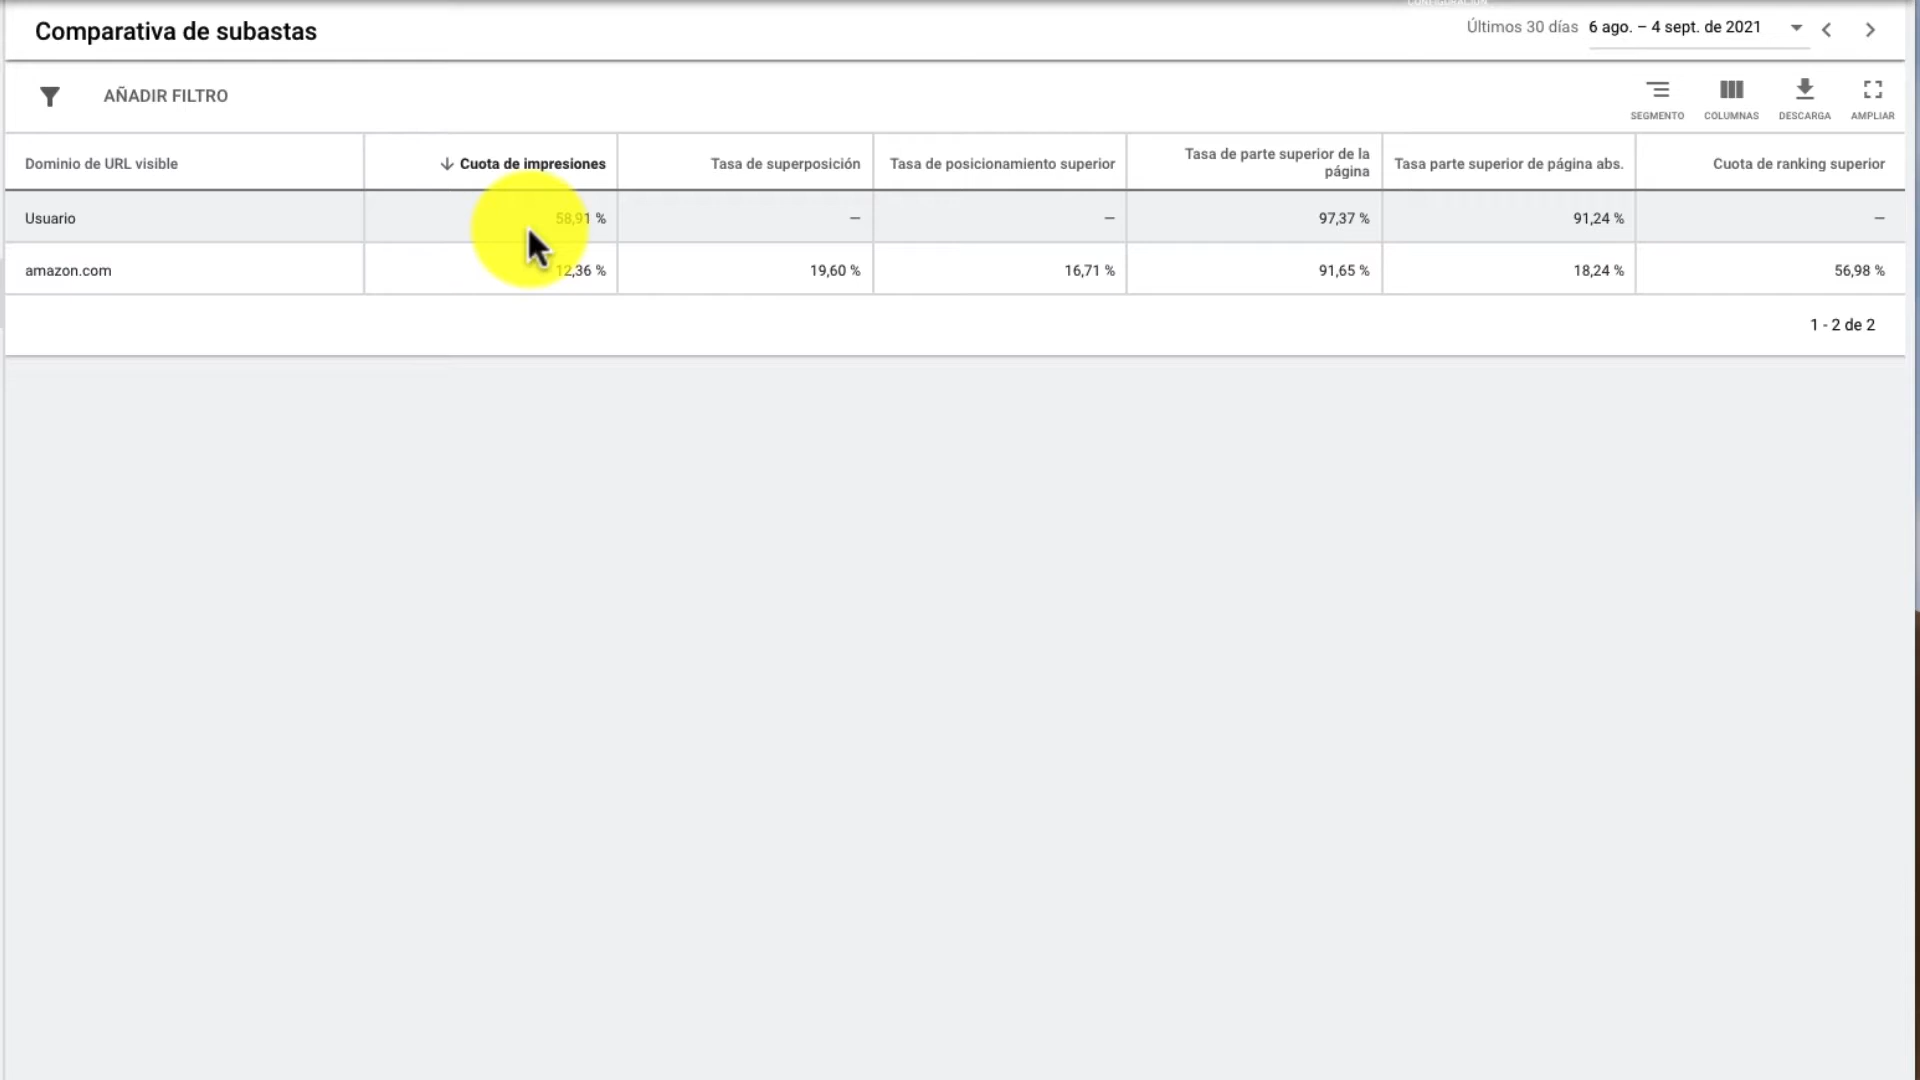 Comparativa de subastas
Últimos 30 días 6 ago. – 4 sept. de 2021
AÑADIR FILTRO
SEGMENTO COLUMNAS DESCARGA AMPLIAR
Dominio de URL visible Cuota de impresiones Tasa de superposición Tasa de posicionamiento superior Tasa de parte superior de la página Tasa parte superior de página abs. Cuota de ranking superior
Usuario 58,91 % — — 97,37 % 91,24 % —
amazon.com 12,36 % 19,60 % 16,71 % 91,65 % 18,24 % 56,98 %
1 - 2 de 2